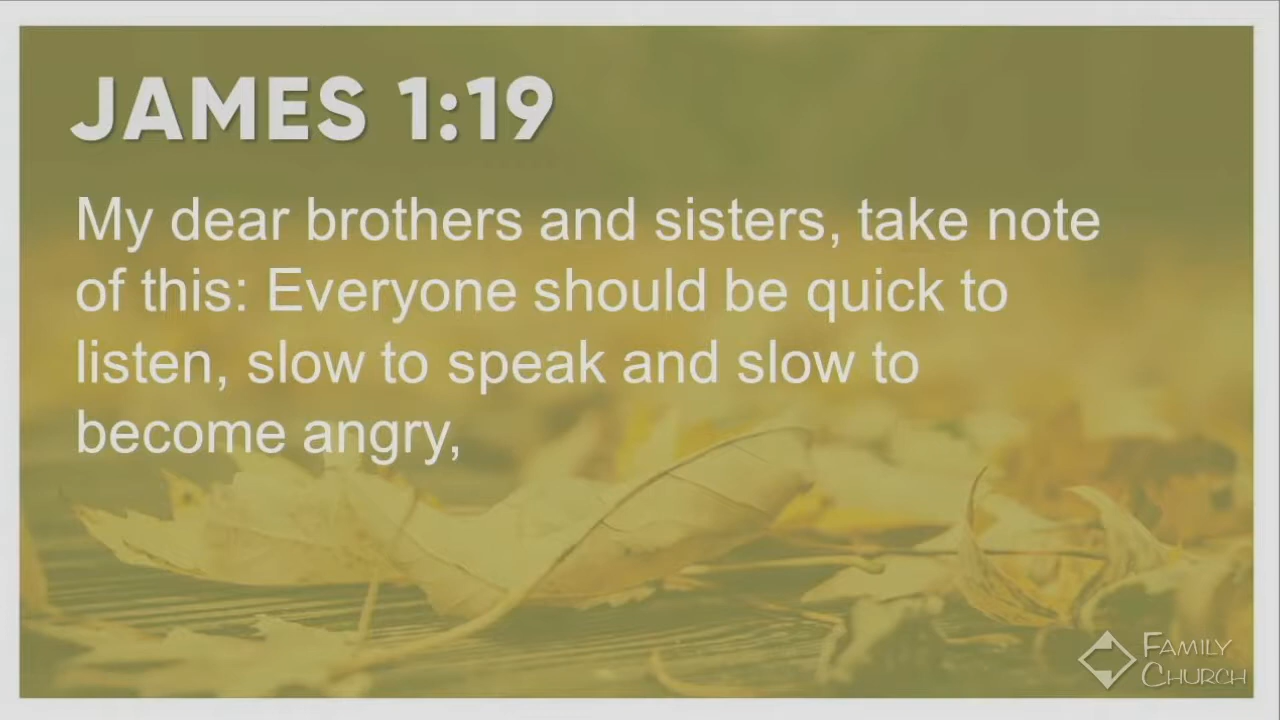 JAMES 1:19
My dear brothers and sisters, take note
of this: Everyone should be quick to
listen, slow to speak and slow to
become angry,
FAMILY
CHURCH